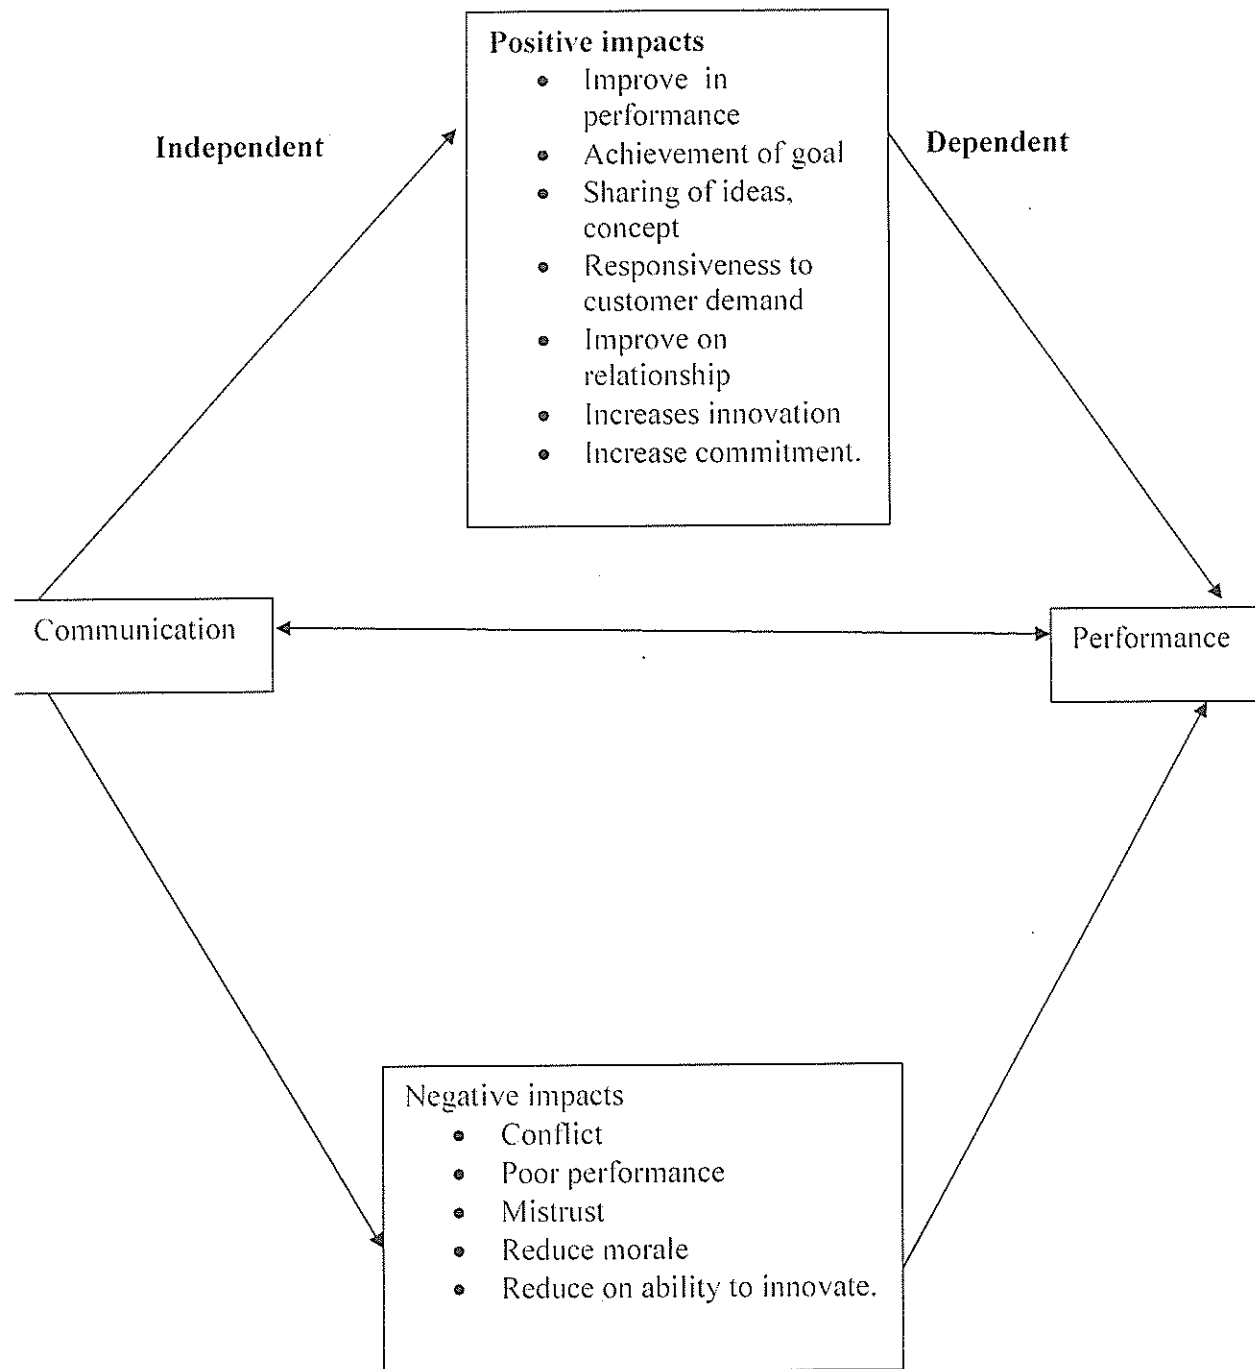 Positive impacts
• Improve in
performance
Independent
Dependent
• Achievement of goal
• Sharing of ideas,
concept
• Responsiveness to
customer demand
• Improve on
relationship
• Increases innovation
• Increase commitment.
Communication
Performance
Negative impacts
• Conflict
• Poor performance
• Mistrust
• Reduce morale
• Reduce on ability to innovate.